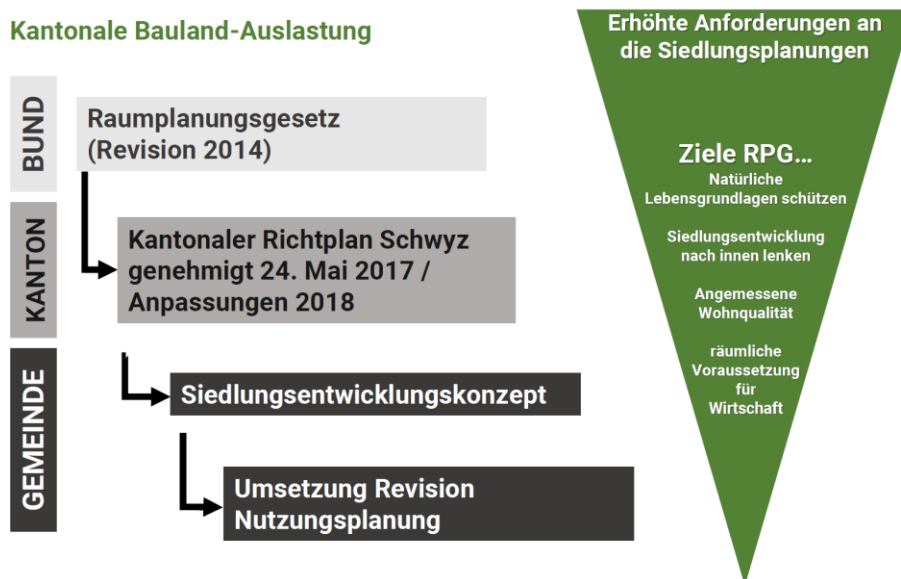 Kantonale Bauland-Auslastung
BUND
Raumplanungsgesetz
(Revision 2014)
KANTON
Kantonaler Richtplan Schwyz
genehmigt 24. Mai 2017 /
Anpassungen 2018
GEMEINDE
Siedlungsentwicklungskonzept
Umsetzung Revision
Nutzungsplanung
Erhöhte Anforderungen an
die Siedlungsplanungen
Ziele RPG...
Natürliche
Lebensgrundlagen schützen
Siedlungsentwicklung
nach innen lenken
Angemessene
Wohnqualität
räumliche
Voraussetzung
für
Wirtschaft